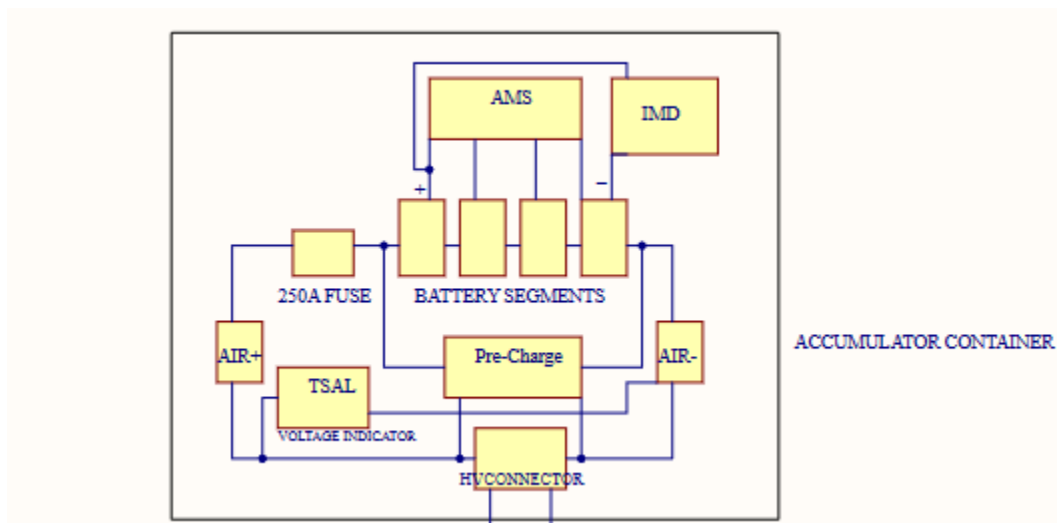 AMS
IMD
+
−
250A FUSE
BATTERY SEGMENTS
AIR+
Pre-Charge
AIR-
ACCUMULATOR CONTAINER
TSAL
VOLTAGE INDICATOR
HVCONNECTOR